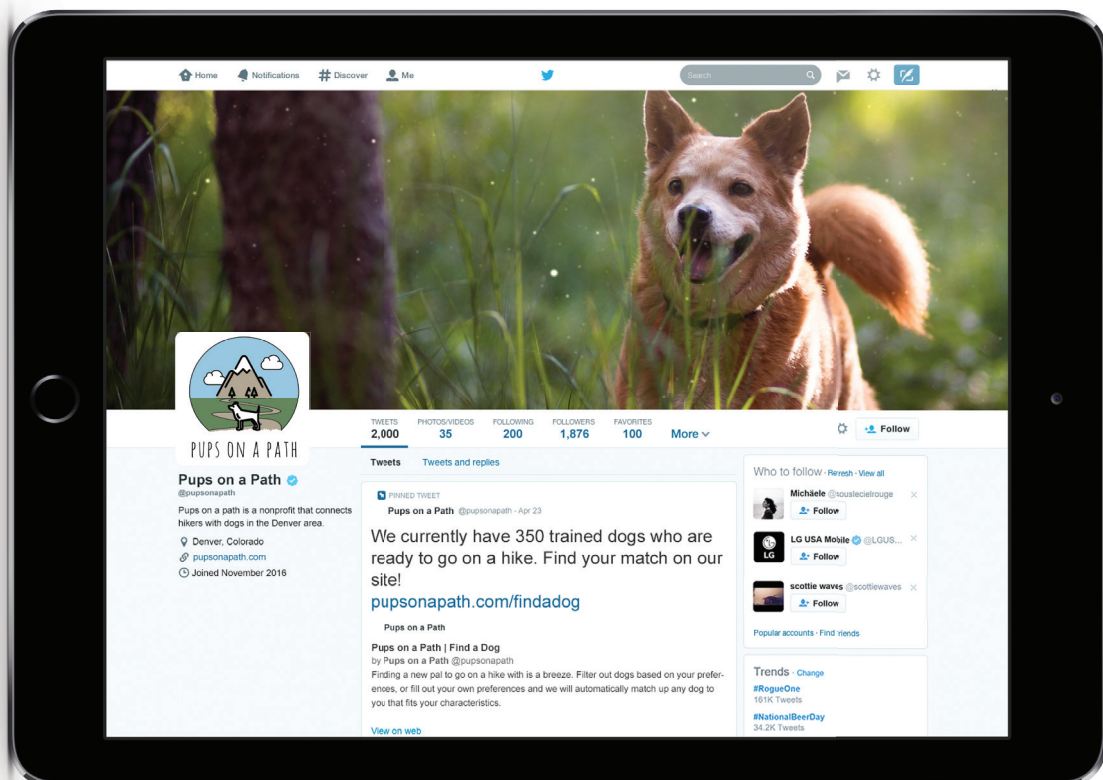 Home Notifications Discover Me Search
PUPS ON A PATH
TWEETS PHOTOS/VIDEOS FOLLOWING FOLLOWERS FAVORITES
2,000 35 200 1,876 100 More
Follow
Pups on a Path
@pupsonapath
Pups on a path is a nonprofit that connects
hikers with dogs in the Denver area.
Denver, Colorado
pupsonapath.com
Joined November 2016
Tweets Tweets and replies
PINNED TWEET
Pups on a Path @pupsonapath - Apr 23
We currently have 350 trained dogs who are
ready to go on a hike. Find your match on our
site!
pupsonapath.com/findadog
Pups on a Path
Pups on a Path | Find a Dog
by Pups on a Path @pupsonapath
Finding a new pal to go on a hike with is a breeze. Filter out dogs based on your prefer-
ences, or fill out your own preferences and we will automatically match up any dog to
you that fits your characteristics.
View on web
Who to follow · Refresh · View all
Michäele @souslecielrouge
Follow
LG
LG USA Mobile @LGUS...
Follow
scottie waves @scottiewaves
Follow
Popular accounts · Find friends
Trends · Change
#RogueOne
161K Tweets
#NationalBeerDay
34.2K Tweets